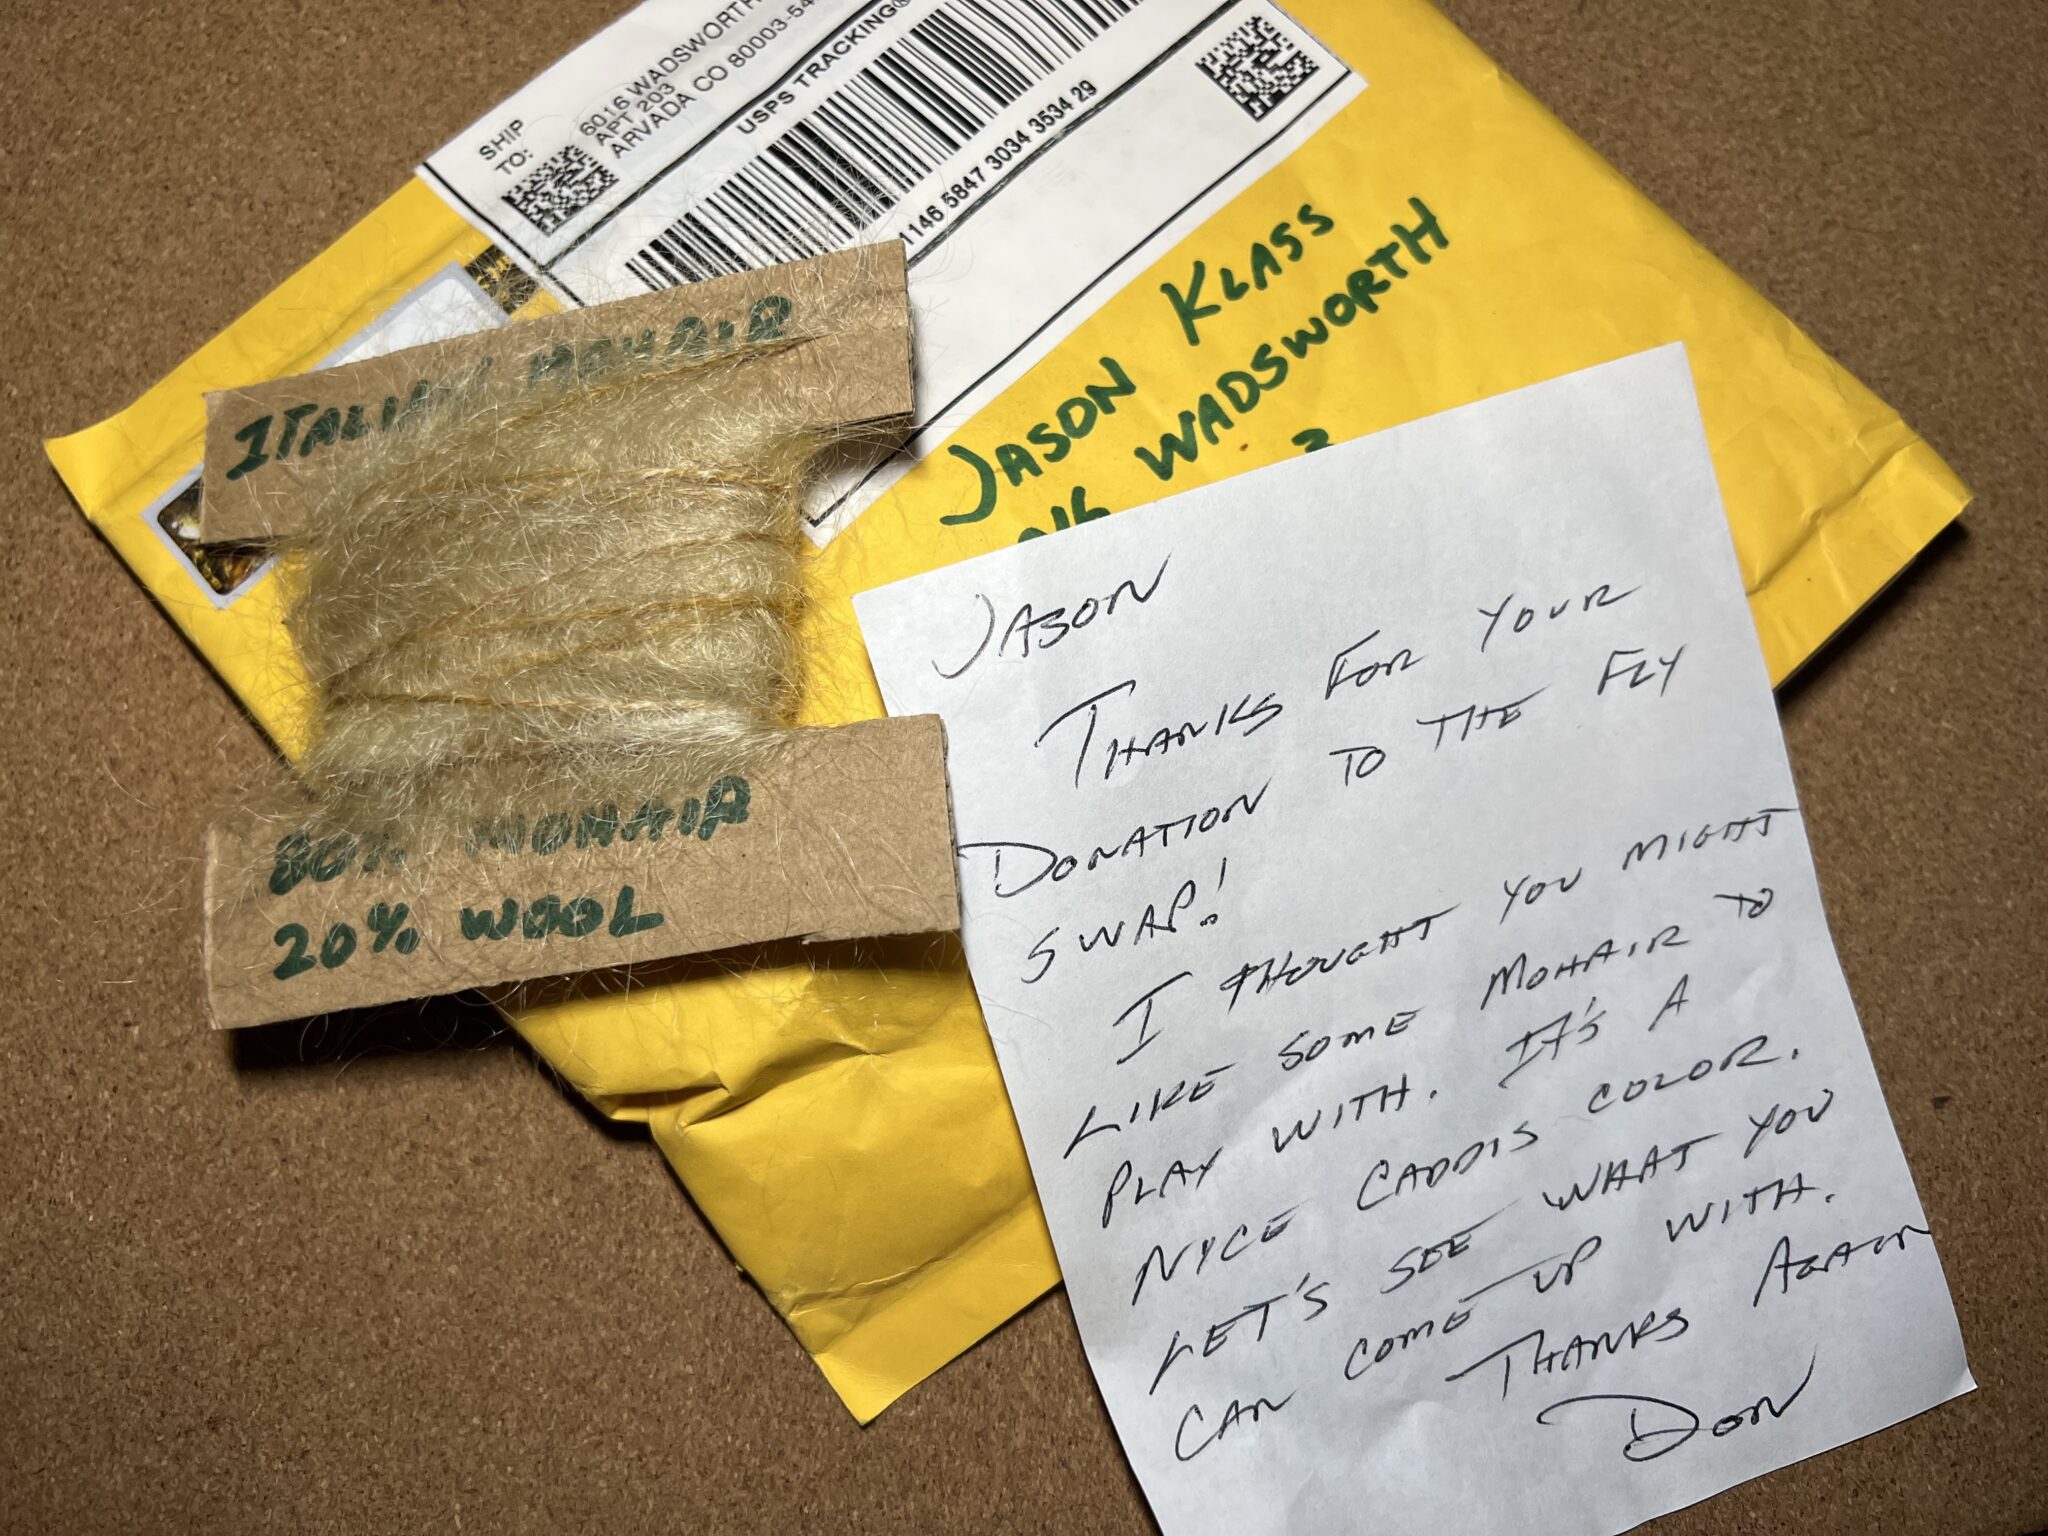 SHIP
TO:
6016 WADSWORTH
APT 203
ARVADA CO 80003-54
USPS TRACKING®
1146 5847 3034 3534 29
JASON KLASS
WADSWORTH
ITALIAN MOHAIR
80% MOHAIR
20% WOOL
JASON
THANKS FOR YOUR
DONATION TO THE FLY
SWAP!
I THOUGHT YOU MIGHT
LIKE SOME MOHAIR TO
PLAY WITH. IT'S A
NICE CADDIS COLOR.
LET'S SEE WHAT YOU
CAN COME UP WITH.
THANKS AGAIN
DON